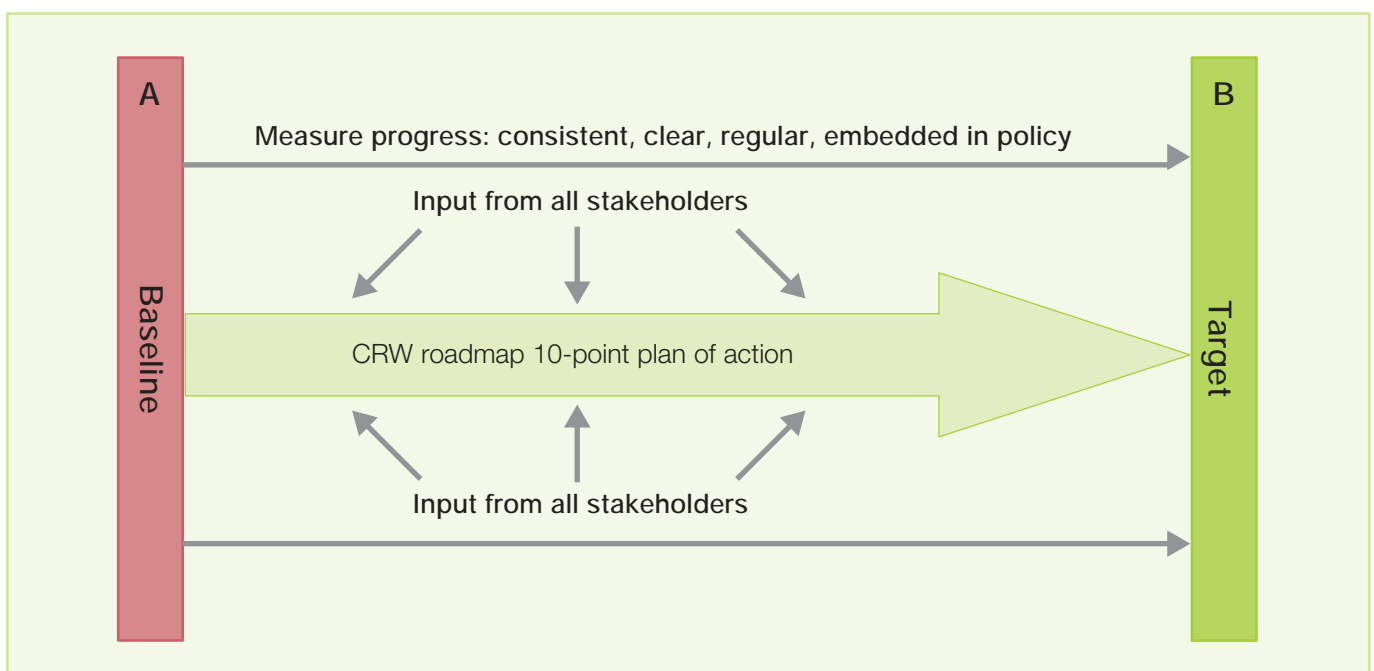 A
B
Measure progress: consistent, clear, regular, embedded in policy
Input from all stakeholders
Baseline
CRW roadmap 10-point plan of action
Target
Input from all stakeholders